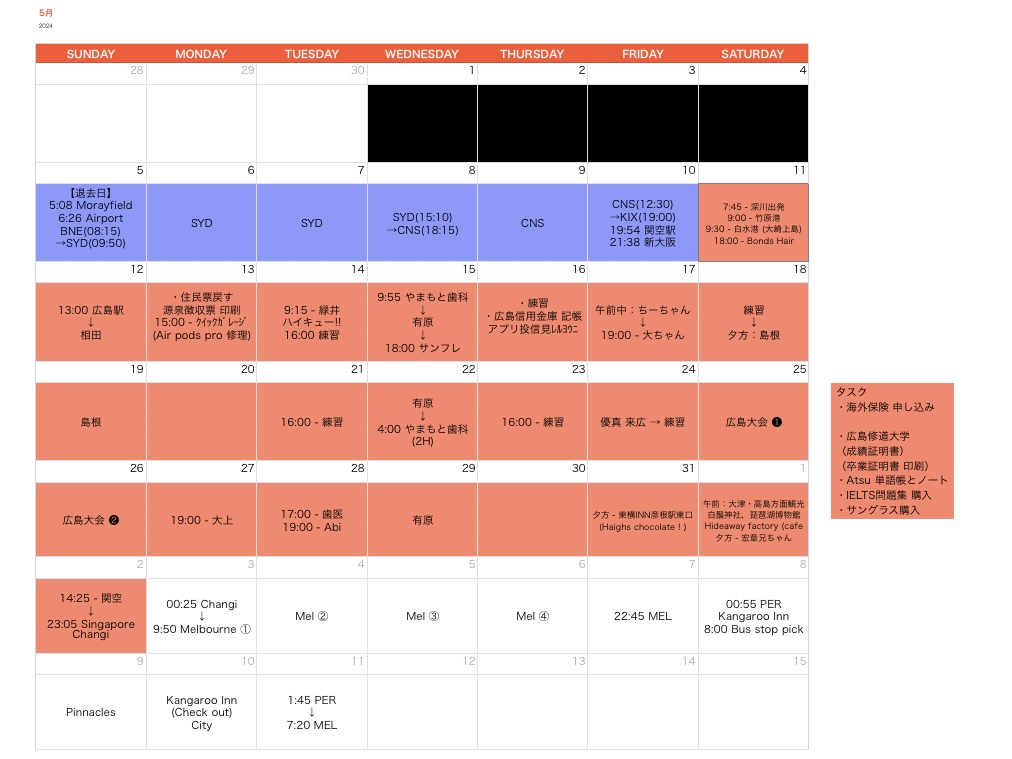 5月
2024
SUNDAY MONDAY TUESDAY WEDNESDAY THURSDAY FRIDAY SATURDAY
28 29 30 1 2 3 4
5 6 7 8 9 10 11
【退去日】
5:08 Morayfield
6:26 Airport
BNE(08:15)
→SYD(09:50)
SYD
SYD
SYD(15:10)
→CNS(18:15)
CNS
CNS(12:30)
→KIX(19:00)
19:54 関空駅
21:38 新大阪
7:45 - 深川出発
9:00 - 竹原港
9:30 - 白水港 (大崎上島)
18:00 - Bonds Hair
12 13 14 15 16 17 18
13:00 広島駅
↓
相田
・住民票戻す
源泉徴収票 印刷
15:00 - ｸｲｯｸｶﾞﾚｰｼﾞ
(Air pods pro 修理)
9:15 - 緑井
ハイキュー!!
16:00 練習
9:55 やまもと歯科
↓
有原
↓
18:00 サンフレ
・練習
・広島信用金庫 記帳
アプリ投信見ﾚﾙﾖｳﾆ
午前中：ちーちゃん
↓
19:00 - 大ちゃん
練習
↓
夕方：島根
19 20 21 22 23 24 25
島根
16:00 - 練習
有原
↓
4:00 やまもと歯科
(2H)
16:00 - 練習
優真 来広 → 練習
広島大会 ❶
タスク
・海外保険 申し込み
・広島修道大学
（成績証明書）
（卒業証明書 印刷）
・Atsu 単語帳とノート
・IELTS問題集 購入
・サングラス購入
26 27 28 29 30 31 1
広島大会 ❷
19:00 - 大上
17:00 - 歯医
19:00 - Abi
有原
夕方 - 東横INN彦根駅東口
(Haighs chocolate！)
午前：大津・高島方面観光
白鬚神社、琵琶湖博物館
Hideaway factory (cafe
夕方 - 宏章兄ちゃん
2 3 4 5 6 7 8
14:25 - 関空
↓
23:05 Singapore
Changi
00:25 Changi
↓
9:50 Melbourne ①
Mel ②
Mel ③
Mel ④
22:45 MEL
00:55 PER
Kangaroo Inn
8:00 Bus stop pick
9 10 11 12 13 14 15
Pinnacles
Kangaroo Inn
(Check out)
City
1:45 PER
↓
7:20 MEL